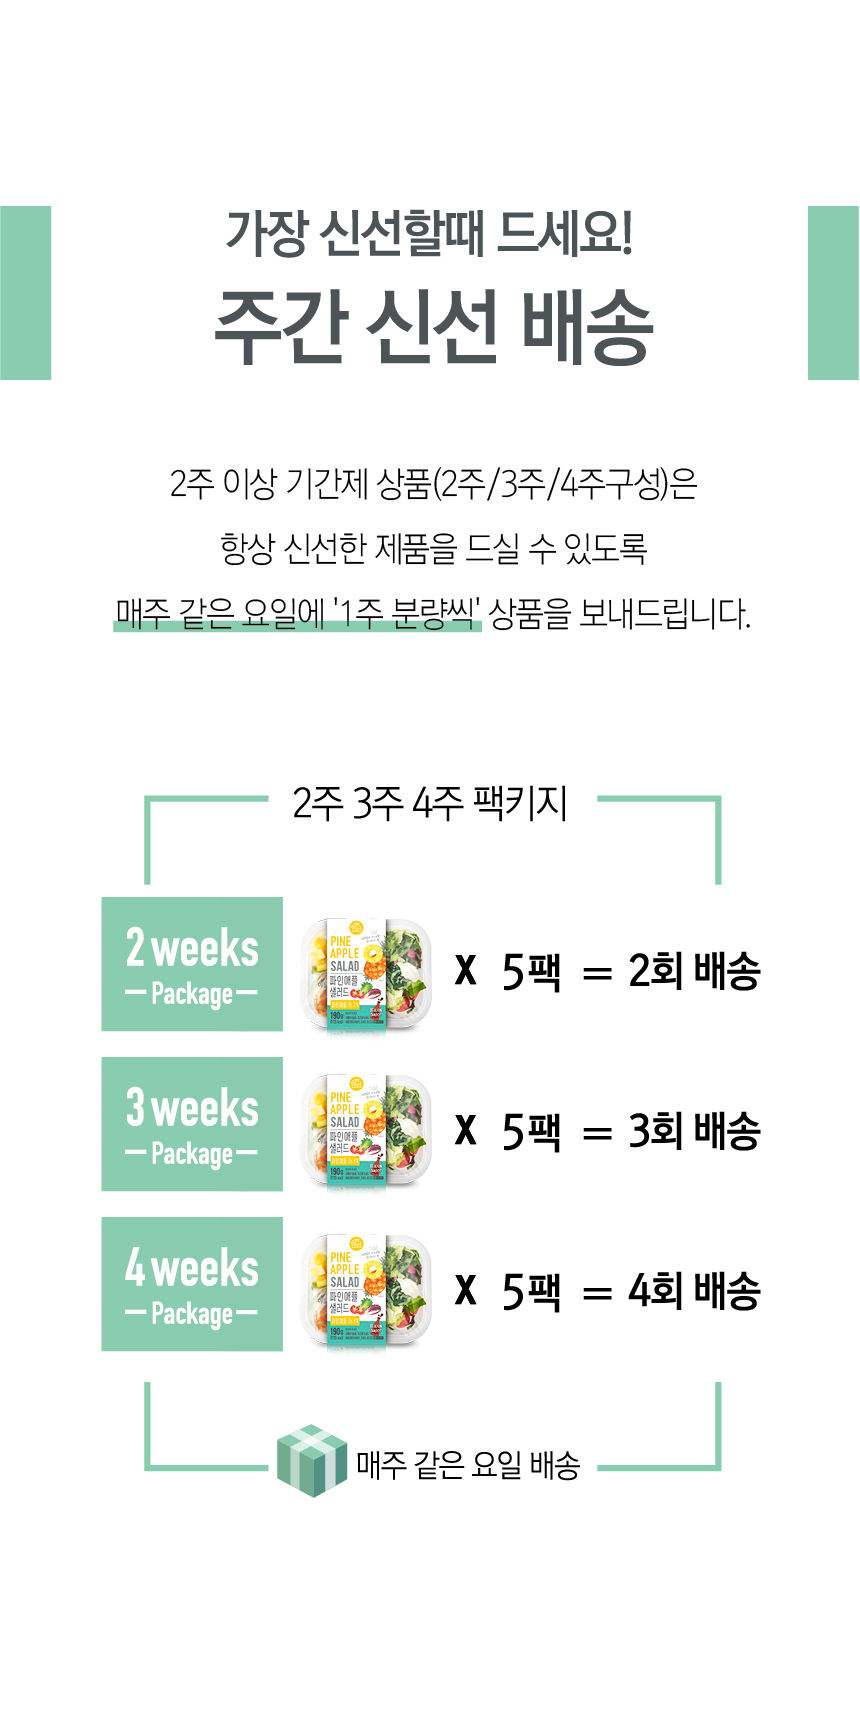 가장 신선할때 드세요!
주간 신선 배송
2주 이상 기간제 상품(2주/3주/4주구성)은
항상 신선한 제품을 드실 수 있도록
매주 같은 요일에 '1주 분량씩' 상품을 보내드립니다.
2주 3주 4주 팩키지
2 weeks
Package
PINE
APPLE
SALAD
파인애플
샐러드
190g
X 5팩 = 2회 배송
3 weeks
Package
PINE
APPLE
SALAD
파인애플
샐러드
190g
X 5팩 = 3회 배송
4 weeks
Package
PINE
APPLE
SALAD
파인애플
샐러드
190g
X 5팩 = 4회 배송
매주 같은 요일 배송